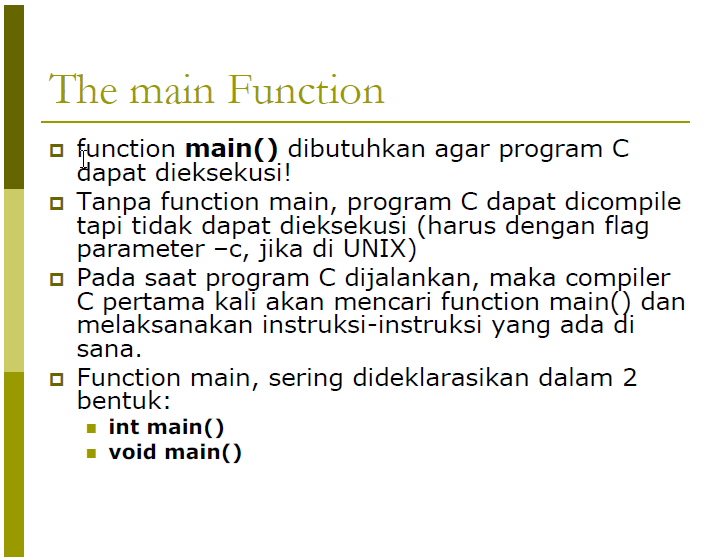 The main Function
function main() dibutuhkan agar program C
dapat dieksekusi!
Tanpa function main, program C dapat dicompile
tapi tidak dapat dieksekusi (harus dengan flag
parameter –c, jika di UNIX)
Pada saat program C dijalankan, maka compiler
C pertama kali akan mencari function main() dan
melaksanakan instruksi-instruksi yang ada di
sana.
Function main, sering dideklarasikan dalam 2
bentuk:
int main()
void main()